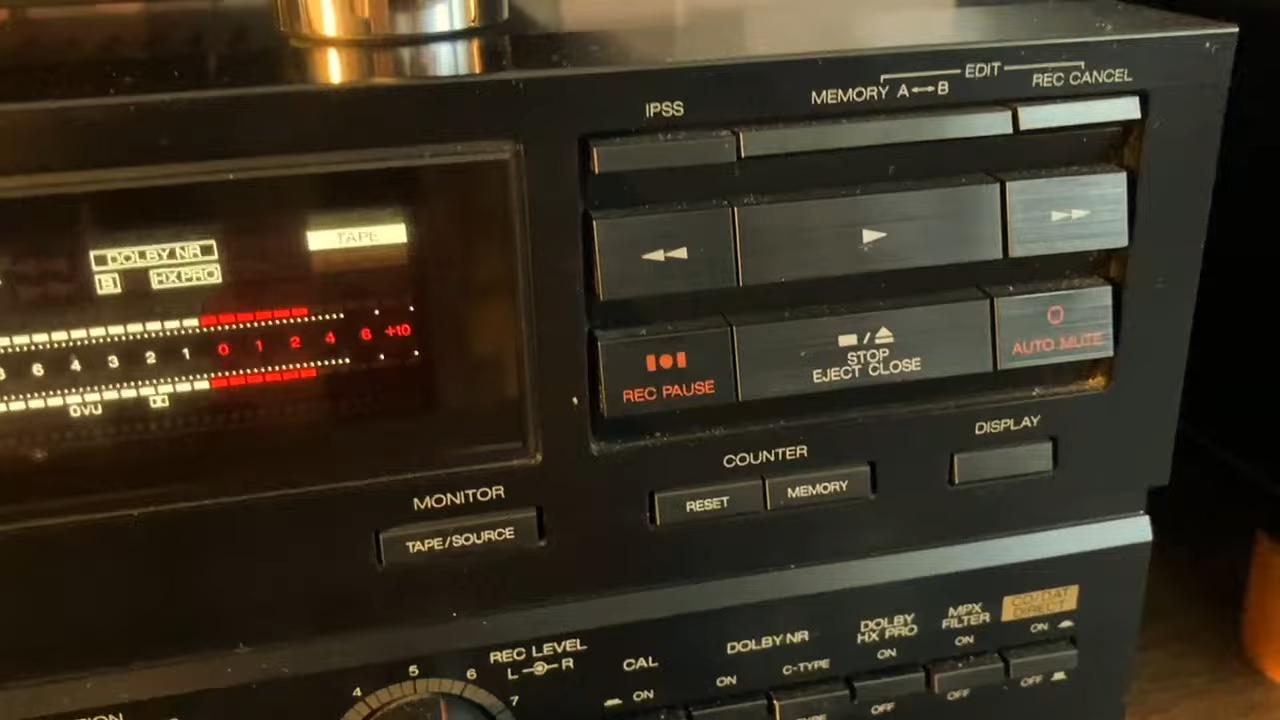 IPSS
MEMORY A↔B
EDIT
REC CANCEL
DOLBY NR
B
HX PRO
TAPE
6 4 3 2 1 0 1 2 4 6 +10
0VU
REC PAUSE
STOP
EJECT CLOSE
AUTO MUTE
COUNTER
RESET
MEMORY
DISPLAY
MONITOR
TAPE/SOURCE
REC LEVEL
L R
4 5 6 7
CAL
ON
DOLBY NR
ON
C-TYPE
DOLBY
HX PRO
ON
OFF
MPX
FILTER
ON
OFF
CD/DAT
DIRECT
ON
OFF